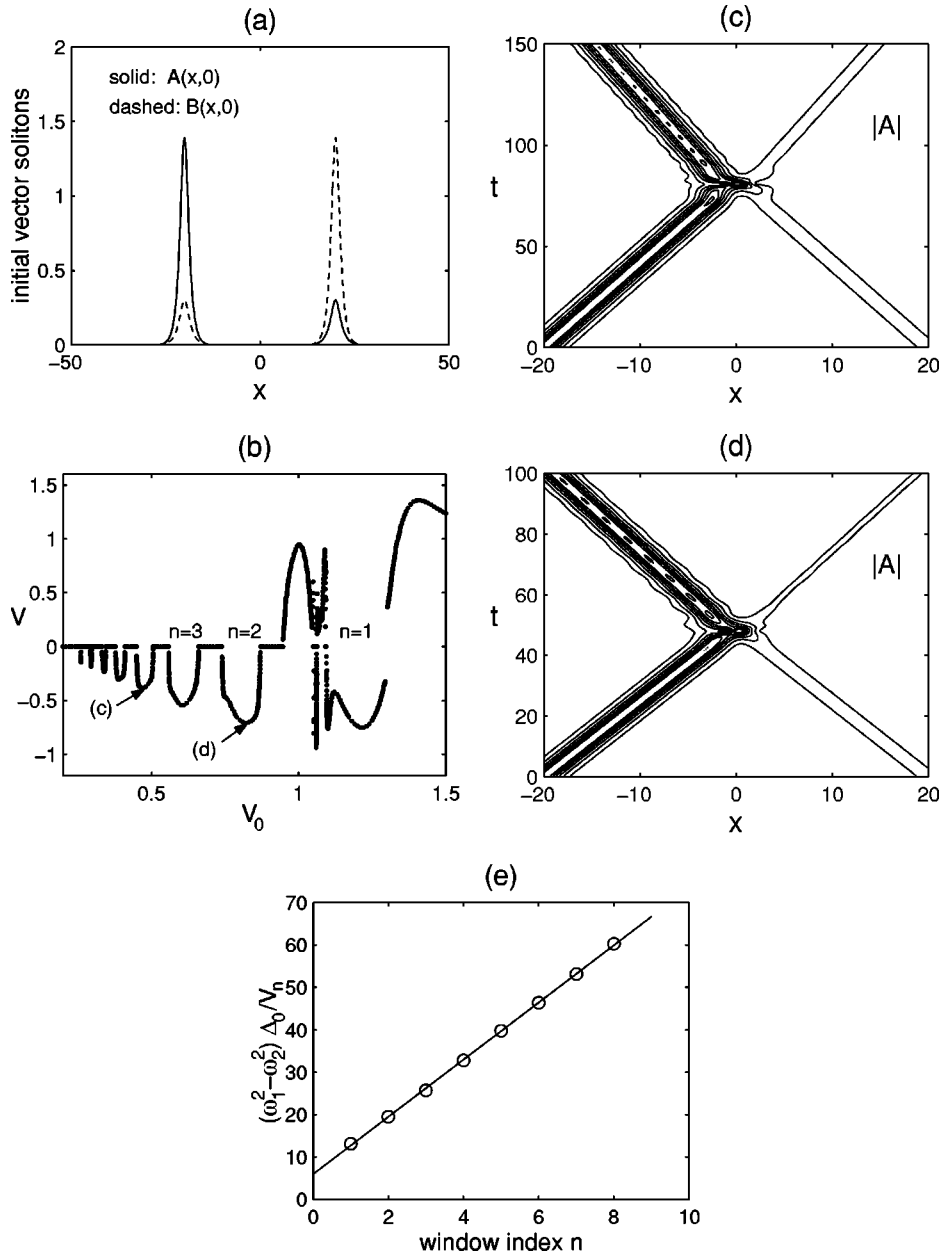 (a)
initial vector solitons
2
1.5
1
0.5
0
solid: A(x,0)
dashed: B(x,0)
−50
0
50
x
(c)
150
100
t
50
0
|A|
−20
−10
0
10
20
x
(b)
1.5
1
0.5
V
0
−0.5
−1
n=3
n=2
n=1
(c)
(d)
0.5
1
1.5
V₀
(d)
100
80
60
t
40
20
0
|A|
−20
−10
0
10
20
x
(e)
(ω₁²−ω₂²) Δ₀/Vₙ
70
60
50
40
30
20
10
0
0
2
4
6
8
10
window index n